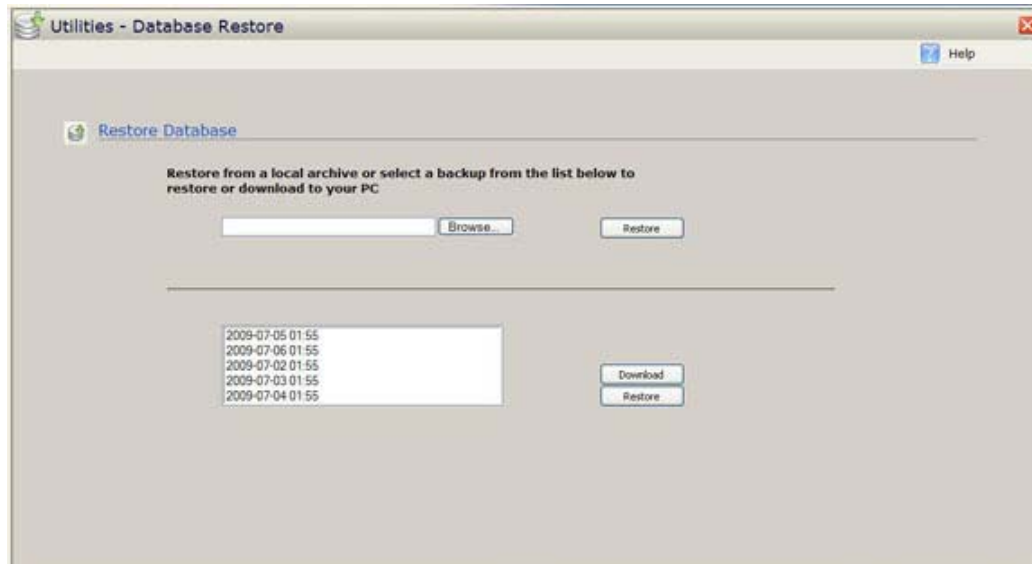 Utilities - Database Restore
Help
Restore Database
Restore from a local archive or select a backup from the list below to
restore or download to your PC
Browse...
Restore
2009-07-05 01:55
2009-07-06 01:55
2009-07-02 01:55
2009-07-03 01:55
2009-07-04 01:55
Download
Restore